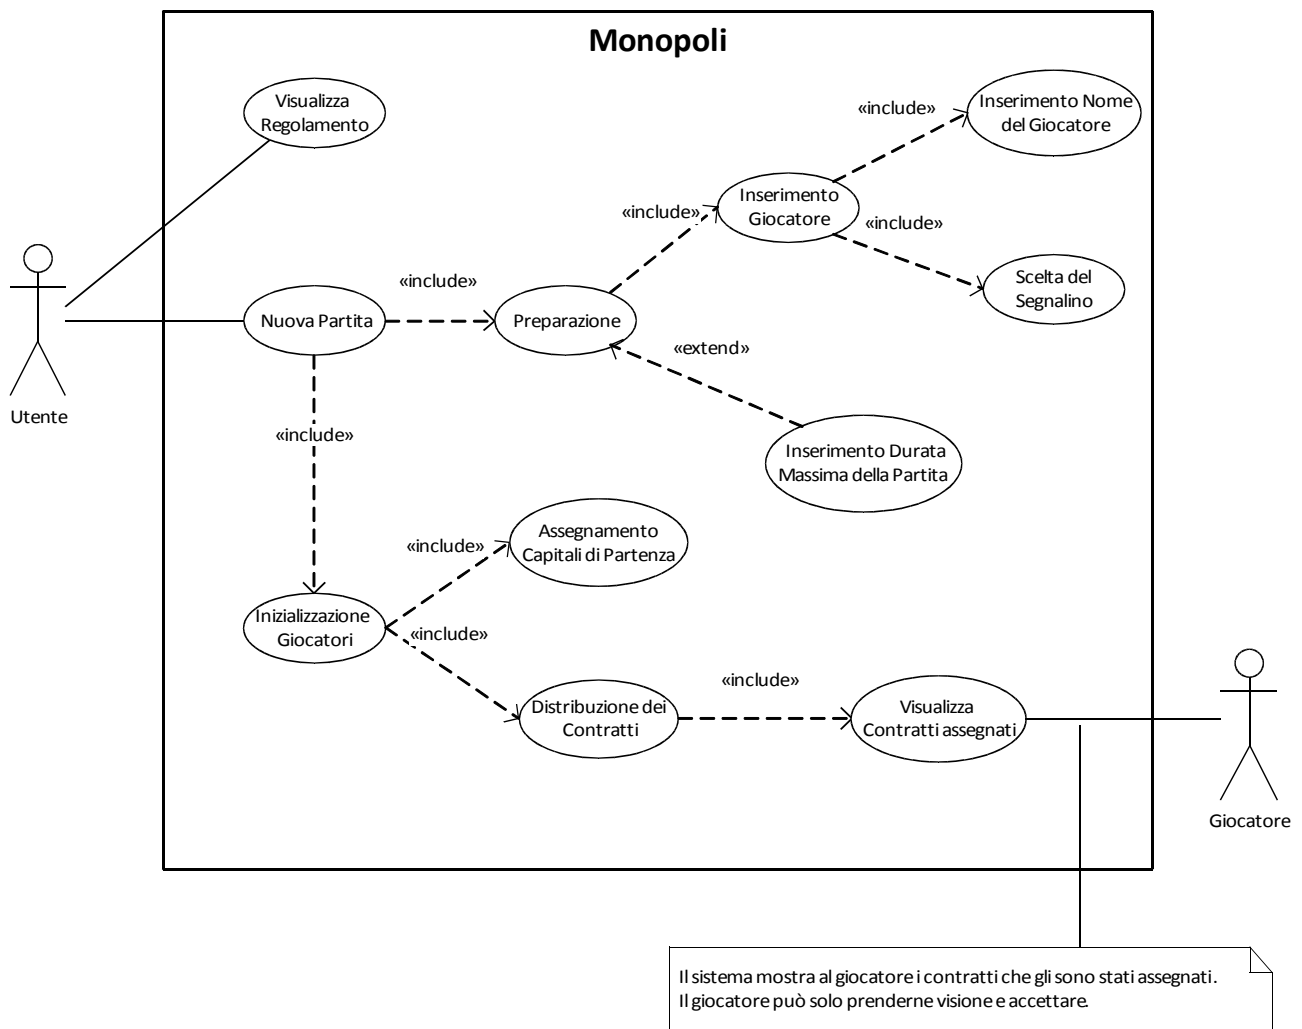 Monopoli
Visualizza
Regolamento
«include»
Inserimento Nome
del Giocatore
Inserimento
Giocatore
«include»
«include»
Scelta del
Segnalino
«include»
Nuova Partita
Preparazione
«extend»
Utente
«include»
Inserimento Durata
Massima della Partita
Assegnamento
Capitali di Partenza
«include»
Inizializzazione
Giocatori
«include»
Distribuzione dei
Contratti
«include»
Visualizza
Contratti assegnati
Giocatore
Il sistema mostra al giocatore i contratti che gli sono stati assegnati.
Il giocatore può solo prenderne visione e accettare.